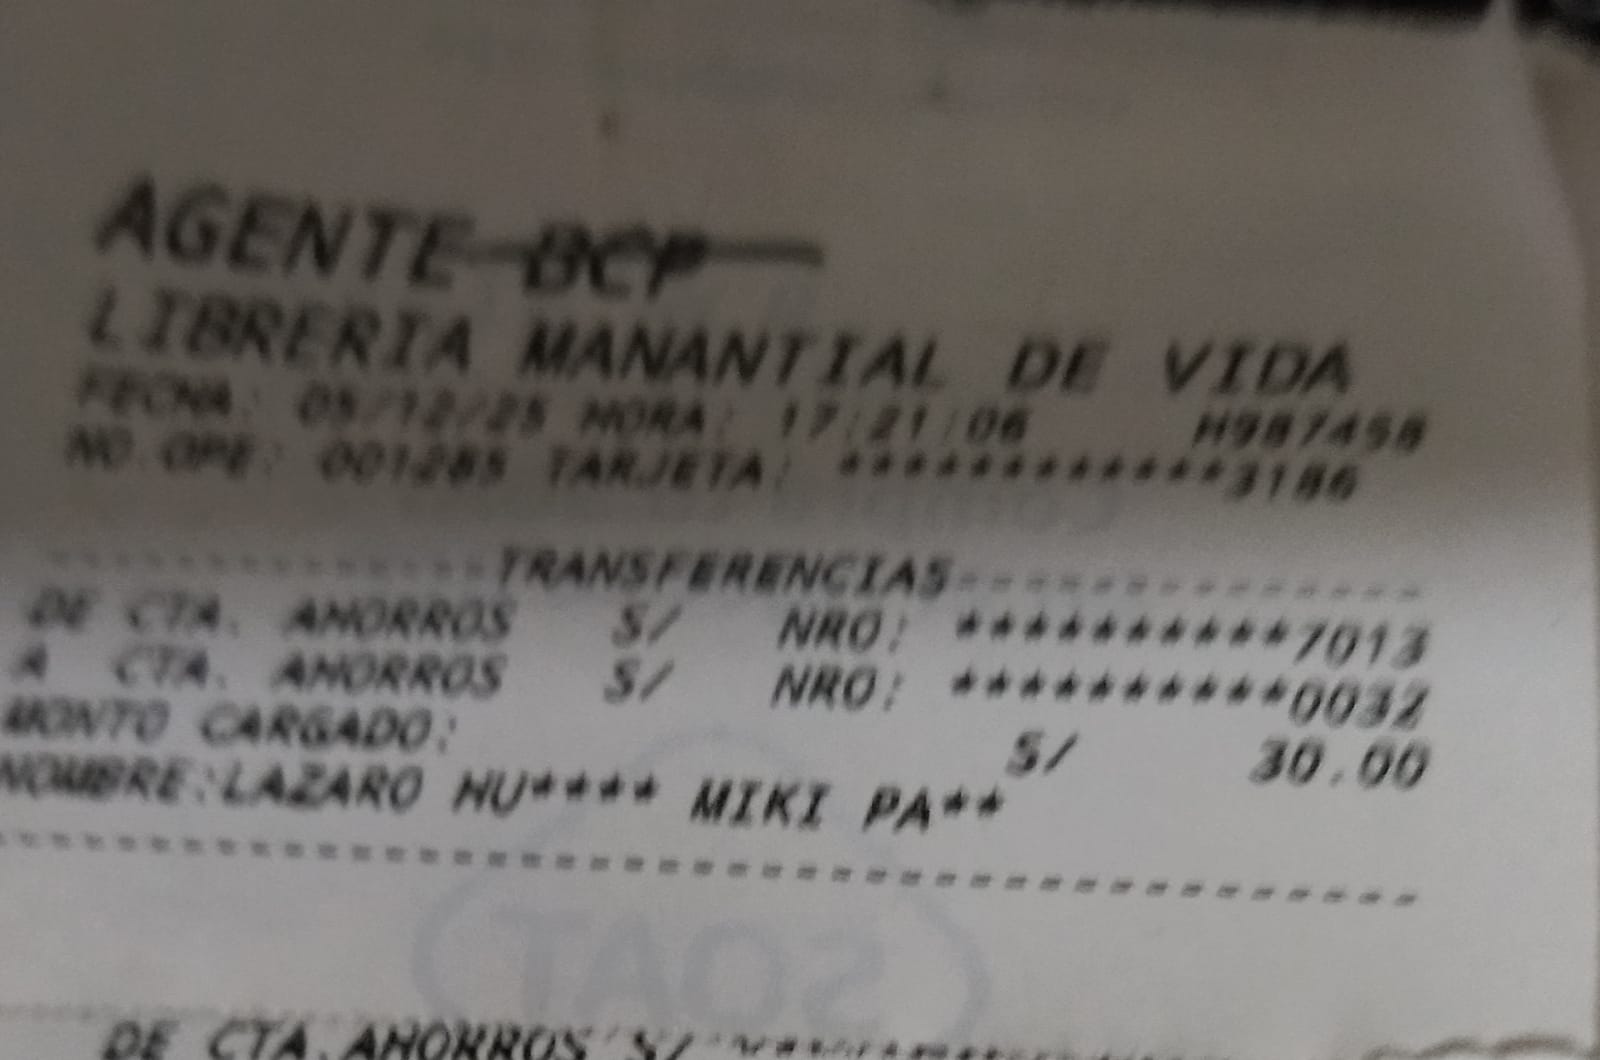 AGENTE BCP
LIBRERIA MANANTIAL DE VIDA
FECHA: 05/12/25 HORA: 17:21:06 H987458
NO.OPE: 001285 TARJETA: ************3186
-------------TRANSFERENCIAS--------------
DE CTA. AHORROS S/ NRO: **********7013
A CTA. AHORROS S/ NRO: **********0032
MONTO CARGADO: S/ 30.00
NOMBRE:LAZARO HU**** MIKI PA**
SOAT
DE CTA.AHORROS S/